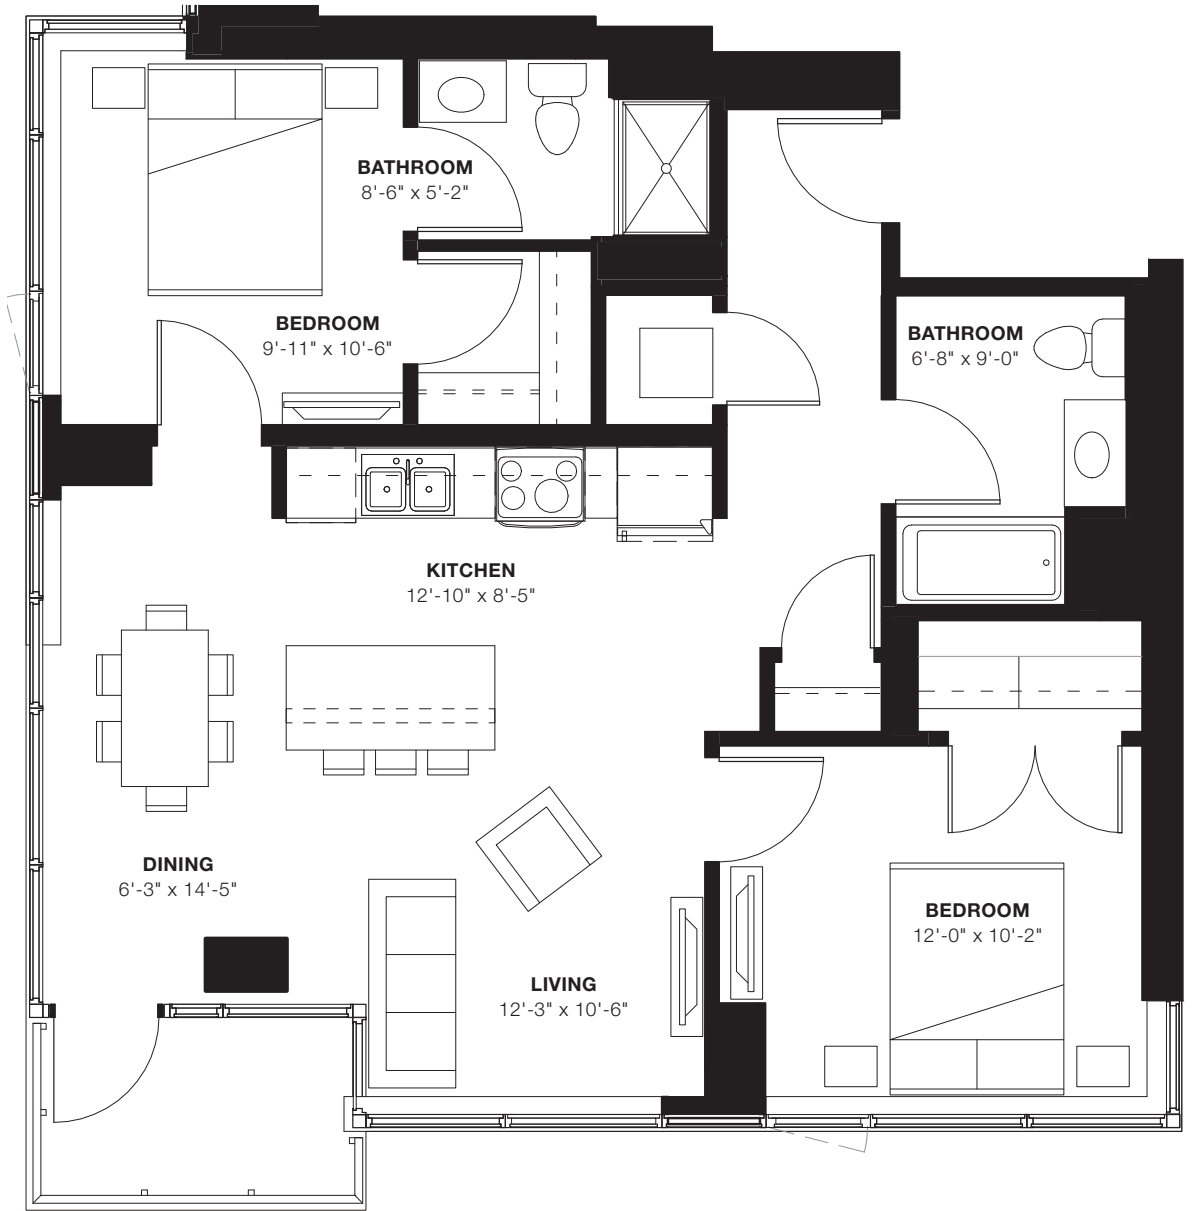 BATHROOM
8'-6" x 5'-2"
BEDROOM
9'-11" x 10'-6"
BATHROOM
6'-8" x 9'-0"
KITCHEN
12'-10" x 8'-5"
DINING
6'-3" x 14'-5"
BEDROOM
12'-0" x 10'-2"
LIVING
12'-3" x 10'-6"